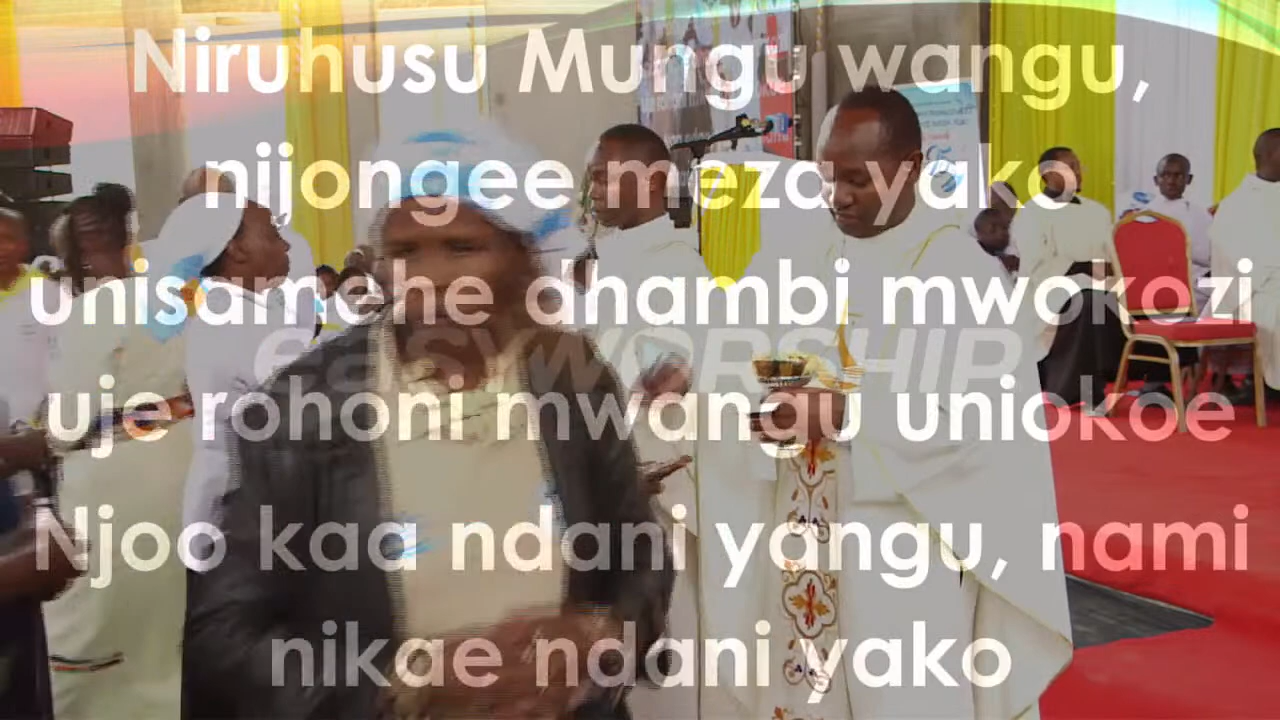 Niruhusu Mungu wangu,
nijongee meza yako
unisamehe dhambi mwokozi
easyworship
uje rohoni mwangu uniokoe
Njoo kaa ndani yangu, nami
nikae ndani yako